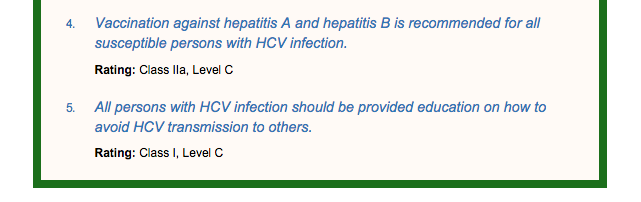 4. Vaccination against hepatitis A and hepatitis B is recommended for all
susceptible persons with HCV infection.
Rating: Class IIa, Level C
5. All persons with HCV infection should be provided education on how to
avoid HCV transmission to others.
Rating: Class I, Level C